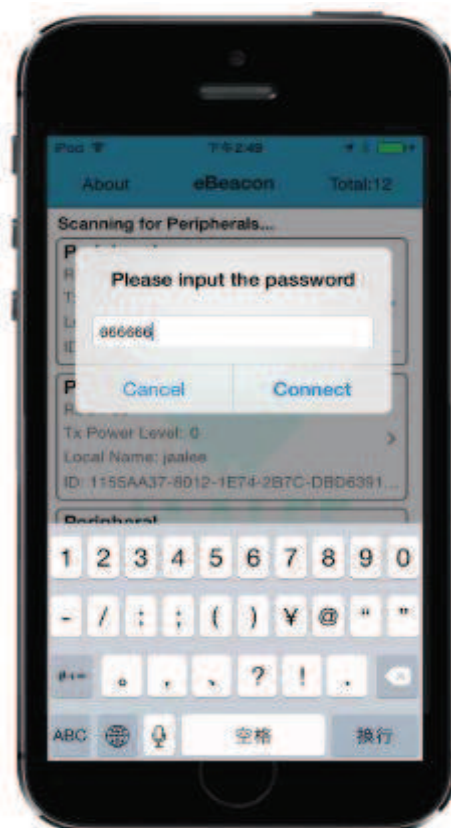 iPod 下午2:49
About eBeacon Total:12
Scanning for Peripherals...
Please input the password
666666
Cancel Connect
Tx Power Level: 0
Local Name: jaalee
ID: 1155AA37-8012-1E74-2B7C-DBD6391...
Peripheral
1 2 3 4 5 6 7 8 9 0
- / : ; ( ) ¥ @ “ ”
#+= 。 , 、 ? ! .
ABC 空格 换行